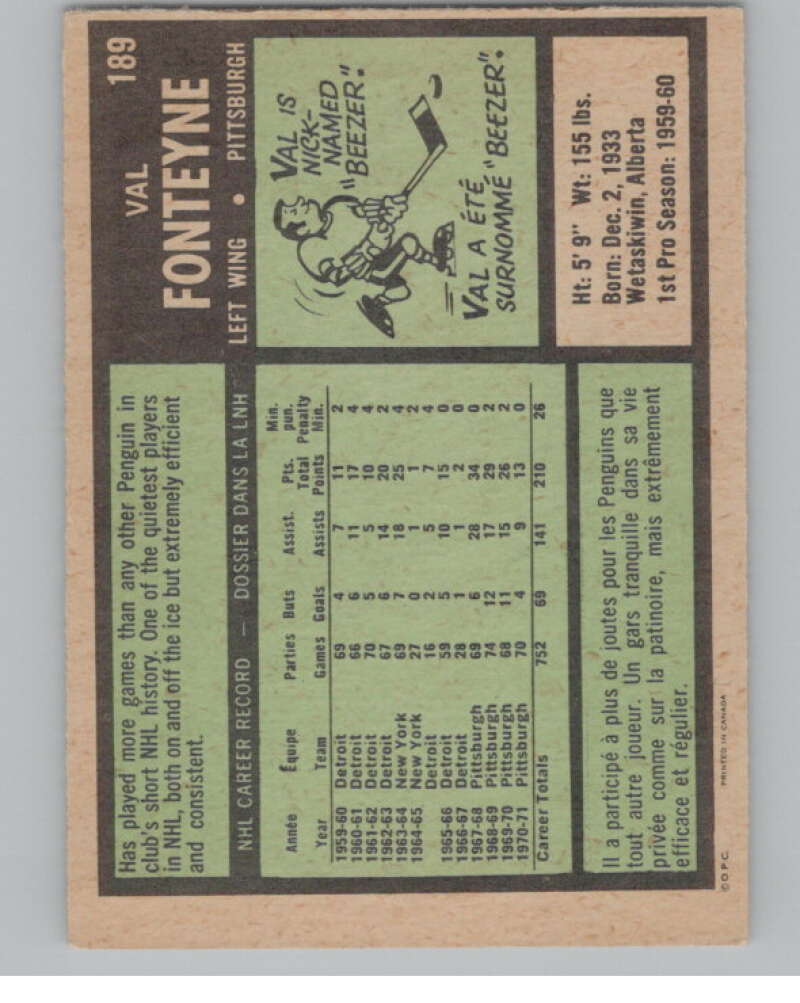 189
VAL
FONTEYNE
LEFT WING • PITTSBURGH
Has played more games than any other Penguin in
club's short NHL history. One of the quietest players
in NHL, both on and off the ice but extremely efficient
and consistent.
VAL IS
NICK-
NAMED
"BEEZER".
VAL A ÉTÉ
SURNOMMÉ "BEEZER".
NHL CAREER RECORD — DOSSIER DANS LA LNH
Année Équipe Parties Buts Assist. Pts. Total Min. pun. Penalty
Year Team Games Goals Assists Points Min.
1959-60 Detroit 69 4 7 11 2
1960-61 Detroit 66 6 11 17 4
1961-62 Detroit 70 5 5 10 4
1962-63 Detroit 67 6 14 20 2
1963-64 New York 69 7 18 25 4
1964-65 New York 27 0 1 1 2
Detroit 16 2 5 7 4
1965-66 Detroit 59 5 10 15 0
1966-67 Detroit 28 1 1 2 0
1967-68 Pittsburgh 69 6 28 34 0
1968-69 Pittsburgh 74 12 17 29 2
1969-70 Pittsburgh 68 11 15 26 2
1970-71 Pittsburgh 70 4 9 13 0
Career Totals 752 69 141 210 26
Ht: 5' 9" Wt: 155 lbs.
Born: Dec. 2, 1933
Wetaskiwin, Alberta
1st Pro Season: 1959-60
Il a participé à plus de joutes pour les Penguins que
tout autre joueur. Un gars tranquille dans sa vie
privée comme sur la patinoire, mais extrêmement
efficace et régulier.
© O.P.C. PRINTED IN CANADA